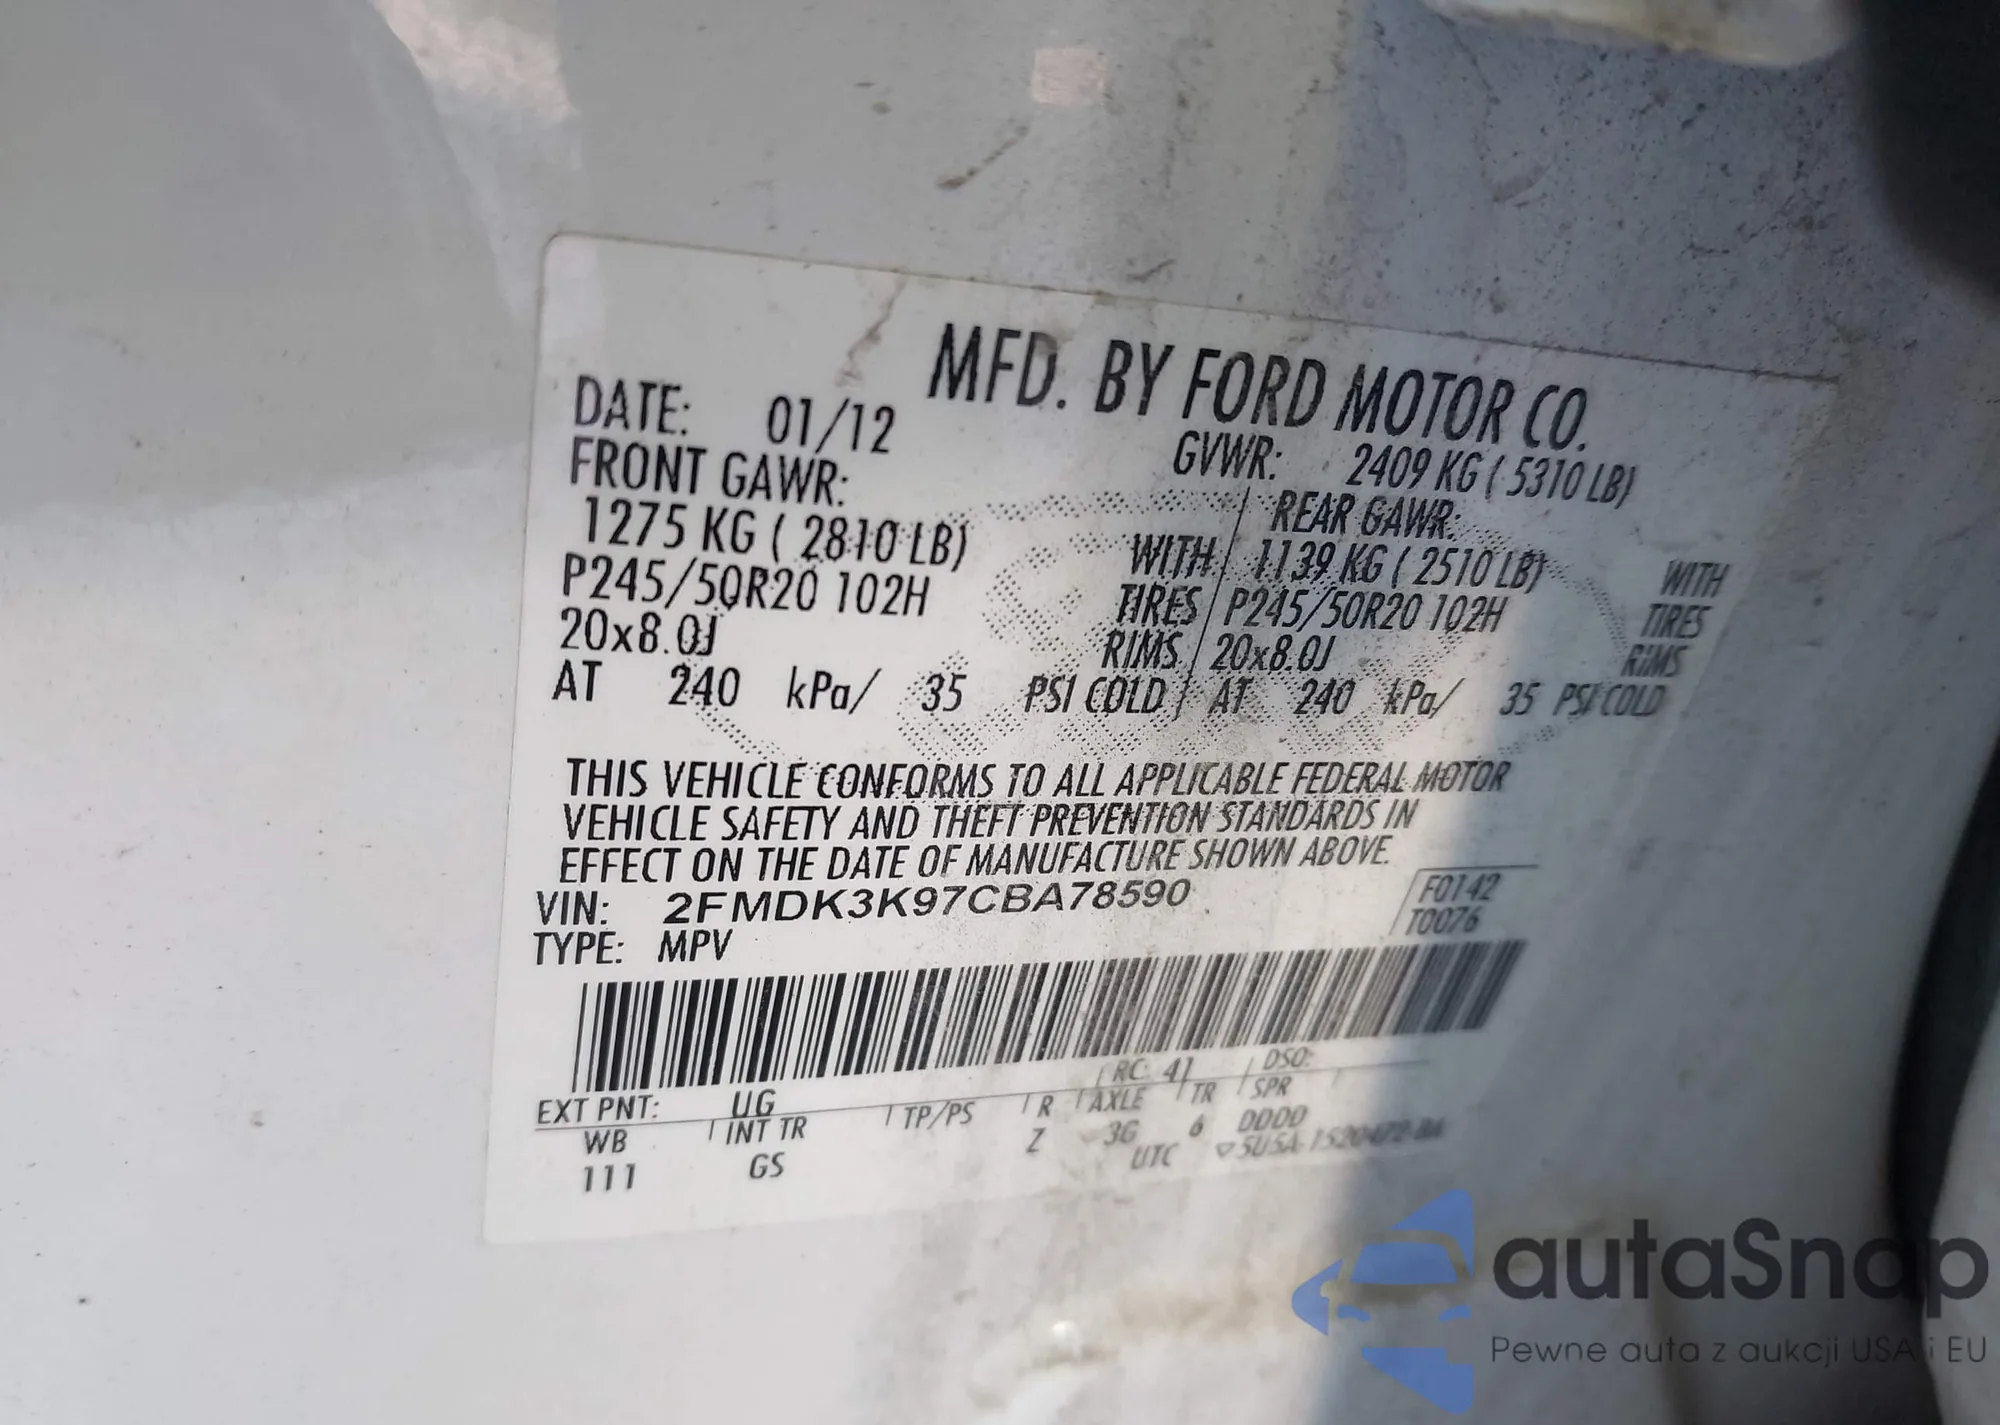 MFD. BY FORD MOTOR CO.
DATE: 01/12 GVWR: 2409 KG ( 5310 LB)
FRONT GAWR: REAR GAWR:
1275 KG ( 2810 LB) WITH 1139 KG ( 2510 LB) WITH
P245/50R20 102H TIRES P245/50R20 102H TIRES
20x8.0J RIMS 20x8.0J RIMS
AT 240 kPa/ 35 PSI COLD AT 240 kPa/ 35 PSI COLD
THIS VEHICLE CONFORMS TO ALL APPLICABLE FEDERAL MOTOR
VEHICLE SAFETY AND THEFT PREVENTION STANDARDS IN
EFFECT ON THE DATE OF MANUFACTURE SHOWN ABOVE.
VIN: 2FMDK3K97CBA78590 F0142
TYPE: MPV T0076
EXT PNT: UG RC: 41 DSO:
WB INT TR TP/PS R AXLE TR SPR
111 GS Z 3G 6 DDDD
UTC
autaSnap
Pewne auta z aukcji USA i EU